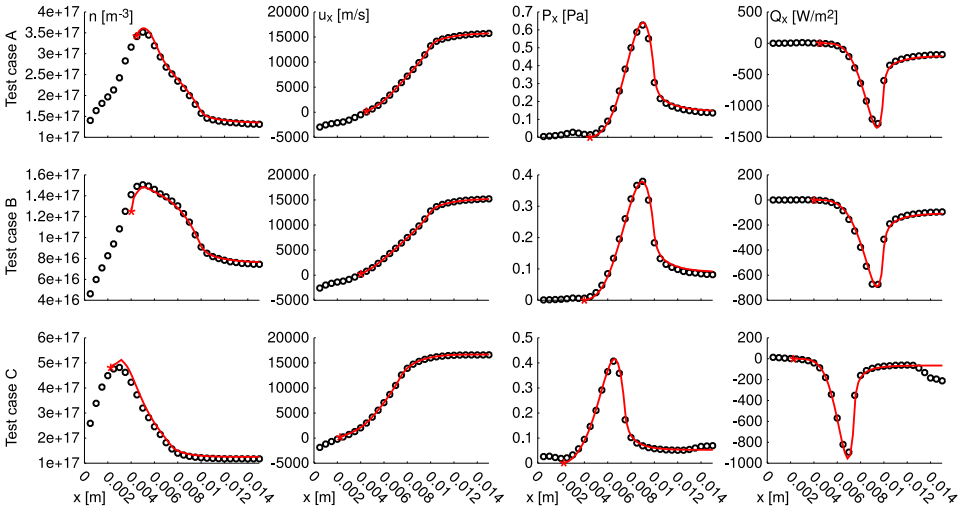 n [m-3]
4e+17
3.5e+17
3e+17
2.5e+17
2e+17
1.5e+17
1e+17
Test case A
ux [m/s]
20000
15000
10000
5000
0
-5000
Px [Pa]
0.7
0.6
0.5
0.4
0.3
0.2
0.1
0
Qx [W/m2]
500
0
-500
-1000
-1500
Test case B
1.6e+17
1.4e+17
1.2e+17
1e+17
8e+16
6e+16
4e+16
20000
15000
10000
5000
0
-5000
0.4
0.3
0.2
0.1
0
200
0
-200
-400
-600
-800
Test case C
6e+17
5e+17
4e+17
3e+17
2e+17
1e+17
0
0.002
0.004
0.006
0.008
0.01
0.012
0.014
x [m]
20000
15000
10000
5000
0
-5000
0
0.002
0.004
0.006
0.008
0.01
0.012
0.014
x [m]
0.5
0.4
0.3
0.2
0.1
0
0
0.002
0.004
0.006
0.008
0.01
0.012
0.014
x [m]
200
0
-200
-400
-600
-800
-1000
0
0.002
0.004
0.006
0.008
0.01
0.012
0.014
x [m]